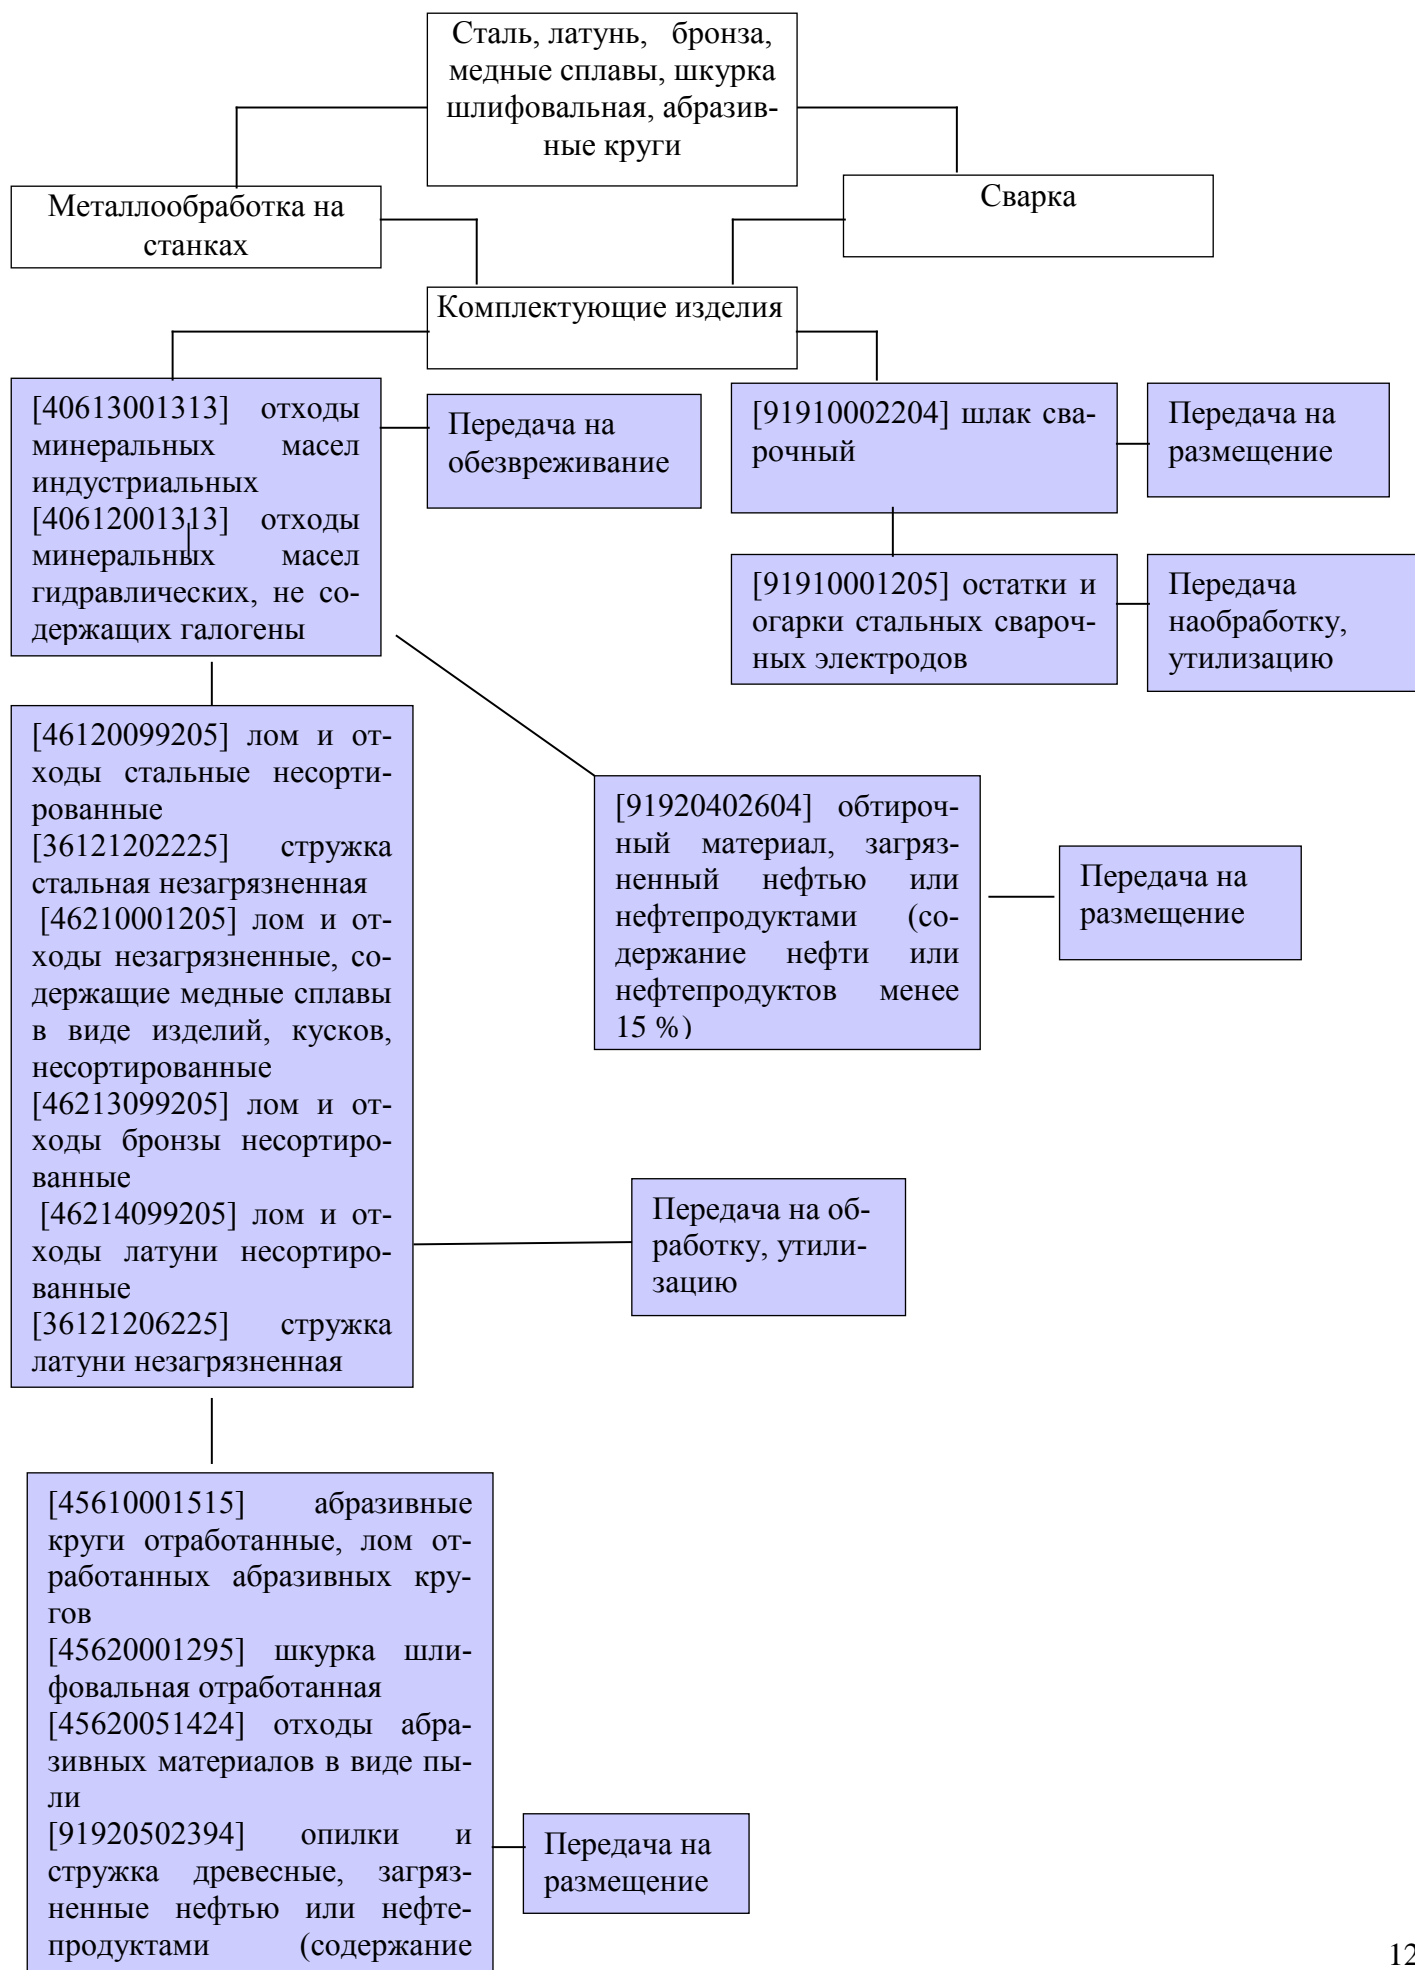 Сталь, латунь, бронза,
медные сплавы, шкурка
шлифовальная, абразив-
ные круги
Металлообработка на
станках
Сварка
Комплектующие изделия
[40613001313] отходы
минеральных масел
индустриальных
[40612001313] отходы
минеральных масел
гидравлических, не со-
держащих галогены
Передача на
обезвреживание
[91910002204] шлак сва-
рочный
Передача на
размещение
[91910001205] остатки и
огарки стальных свароч-
ных электродов
Передача
наобработку,
утилизацию
[46120099205] лом и от-
ходы стальные несорти-
рованные
[36121202225] стружка
стальная незагрязненная
[46210001205] лом и от-
ходы незагрязненные, со-
держащие медные сплавы
в виде изделий, кусков,
несортированные
[46213099205] лом и от-
ходы бронзы несортиро-
ванные
[46214099205] лом и от-
ходы латуни несортиро-
ванные
[36121206225] стружка
латуни незагрязненная
[91920402604] обтироч-
ный материал, загряз-
ненный нефтью или
нефтепродуктами (со-
держание нефти или
нефтепродуктов менее
15 %)
Передача на
размещение
Передача на об-
работку, утили-
зацию
[45610001515] абразивные
круги отработанные, лом от-
работанных абразивных кру-
гов
[45620001295] шкурка шли-
фовальная отработанная
[45620051424] отходы абра-
зивных материалов в виде пы-
ли
[91920502394] опилки и
стружка древесные, загряз-
ненные нефтью или нефте-
продуктами (содержание
Передача на
размещение
12